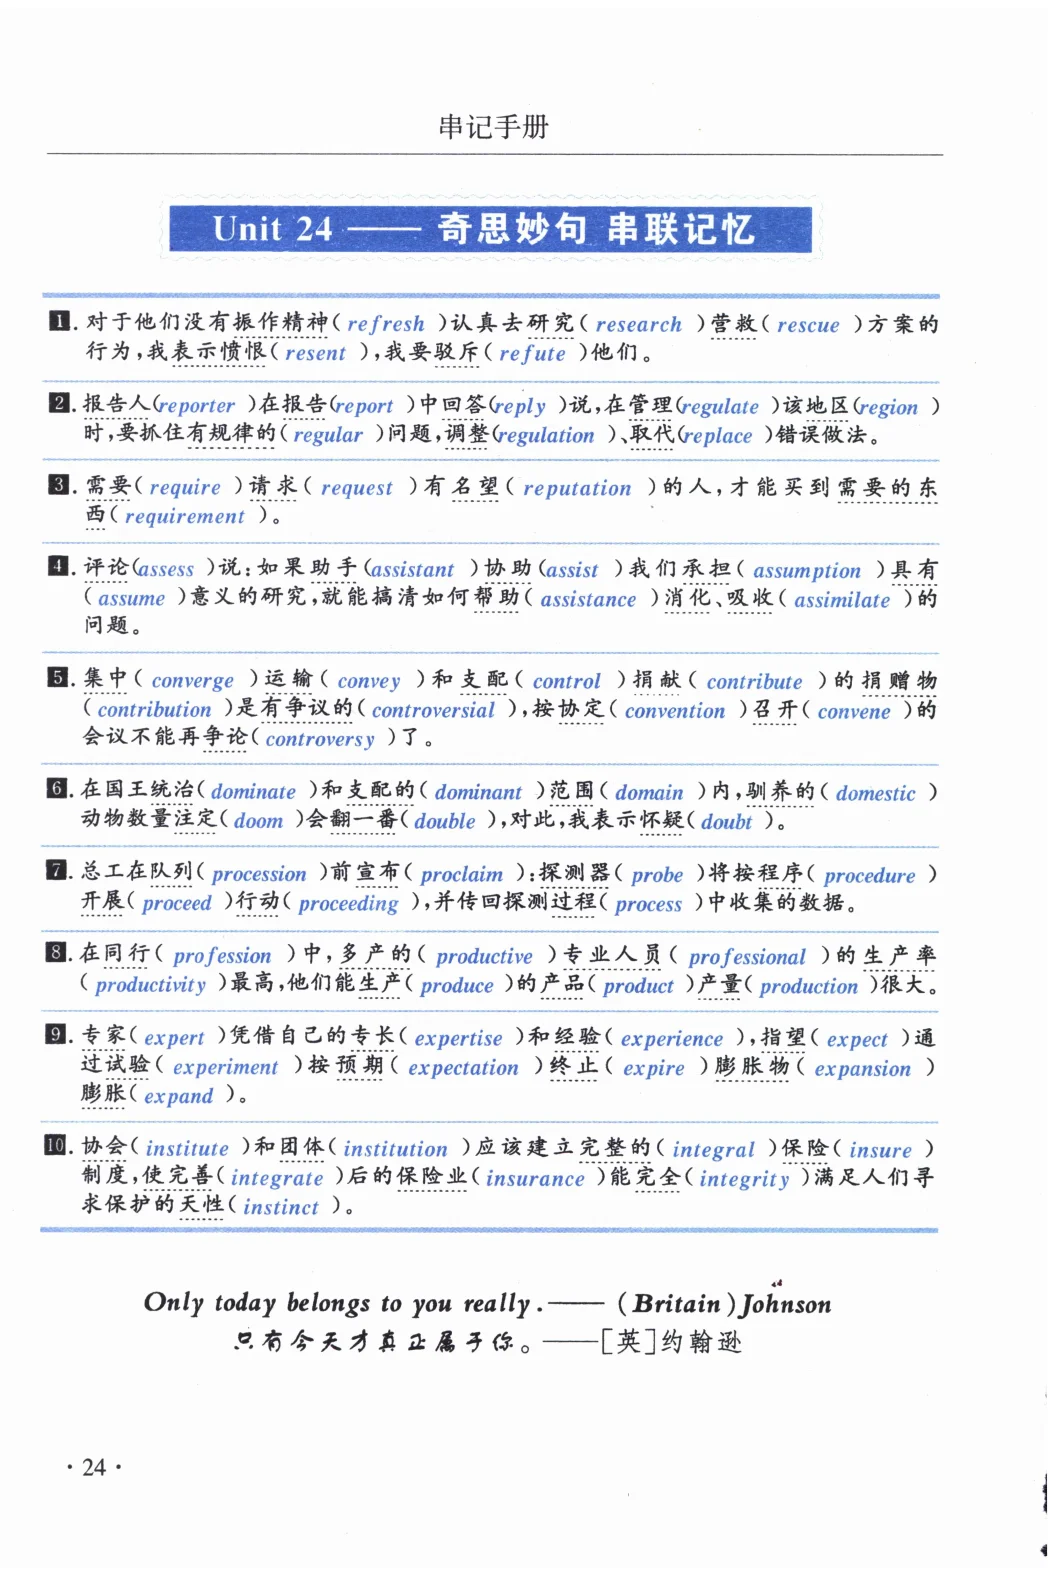 串记手册
Unit 24 —— 奇思妙句 串联记忆
1. 对于他们没有振作精神( refresh )认真去研究( research )营救( rescue )方案的
行为,我表示愤恨( resent ),我要驳斥( refute )他们。
2. 报告人(reporter )在报告(report )中回答(reply )说,在管理(regulate )该地区(region )
时,要抓住有规律的( regular )问题,调整(regulation )、取代(replace )错误做法。
3. 需要( require )请求( request )有名望( reputation )的人,才能买到需要的东
西( requirement )。
4. 评论(assess )说:如果助手(assistant )协助(assist )我们承担( assumption )具有
( assume )意义的研究,就能搞清如何帮助( assistance )消化、吸收( assimilate )的
问题。
5. 集中( converge )运输( convey )和支配( control )捐献( contribute )的捐赠物
( contribution )是有争议的( controversial ),按协定( convention )召开( convene )的
会议不能再争论( controversy )了。
6. 在国王统治( dominate )和支配的( dominant )范围( domain )内,驯养的( domestic )
动物数量注定( doom )会翻一番( double ),对此,我表示怀疑( doubt )。
7. 总工在队列( procession )前宣布( proclaim ):探测器( probe )将按程序( procedure )
开展( proceed )行动( proceeding ),并传回探测过程( process )中收集的数据。
8. 在同行( profession )中,多产的( productive )专业人员( professional )的生产率
( productivity )最高,他们能生产( produce )的产品( product )产量( production )很大。
9. 专家( expert )凭借自己的专长( expertise )和经验( experience ),指望( expect )通
过试验( experiment )按预期( expectation )终止( expire )膨胀物( expansion )
膨胀( expand )。
10. 协会( institute )和团体( institution )应该建立完整的( integral )保险( insure )
制度,使完善( integrate )后的保险业( insurance )能完全( integrity )满足人们寻
求保护的天性( instinct )。
Only today belongs to you really .—— (Britain)Johnson
只有今天才真正属于你。——[英]约翰逊
· 24 ·